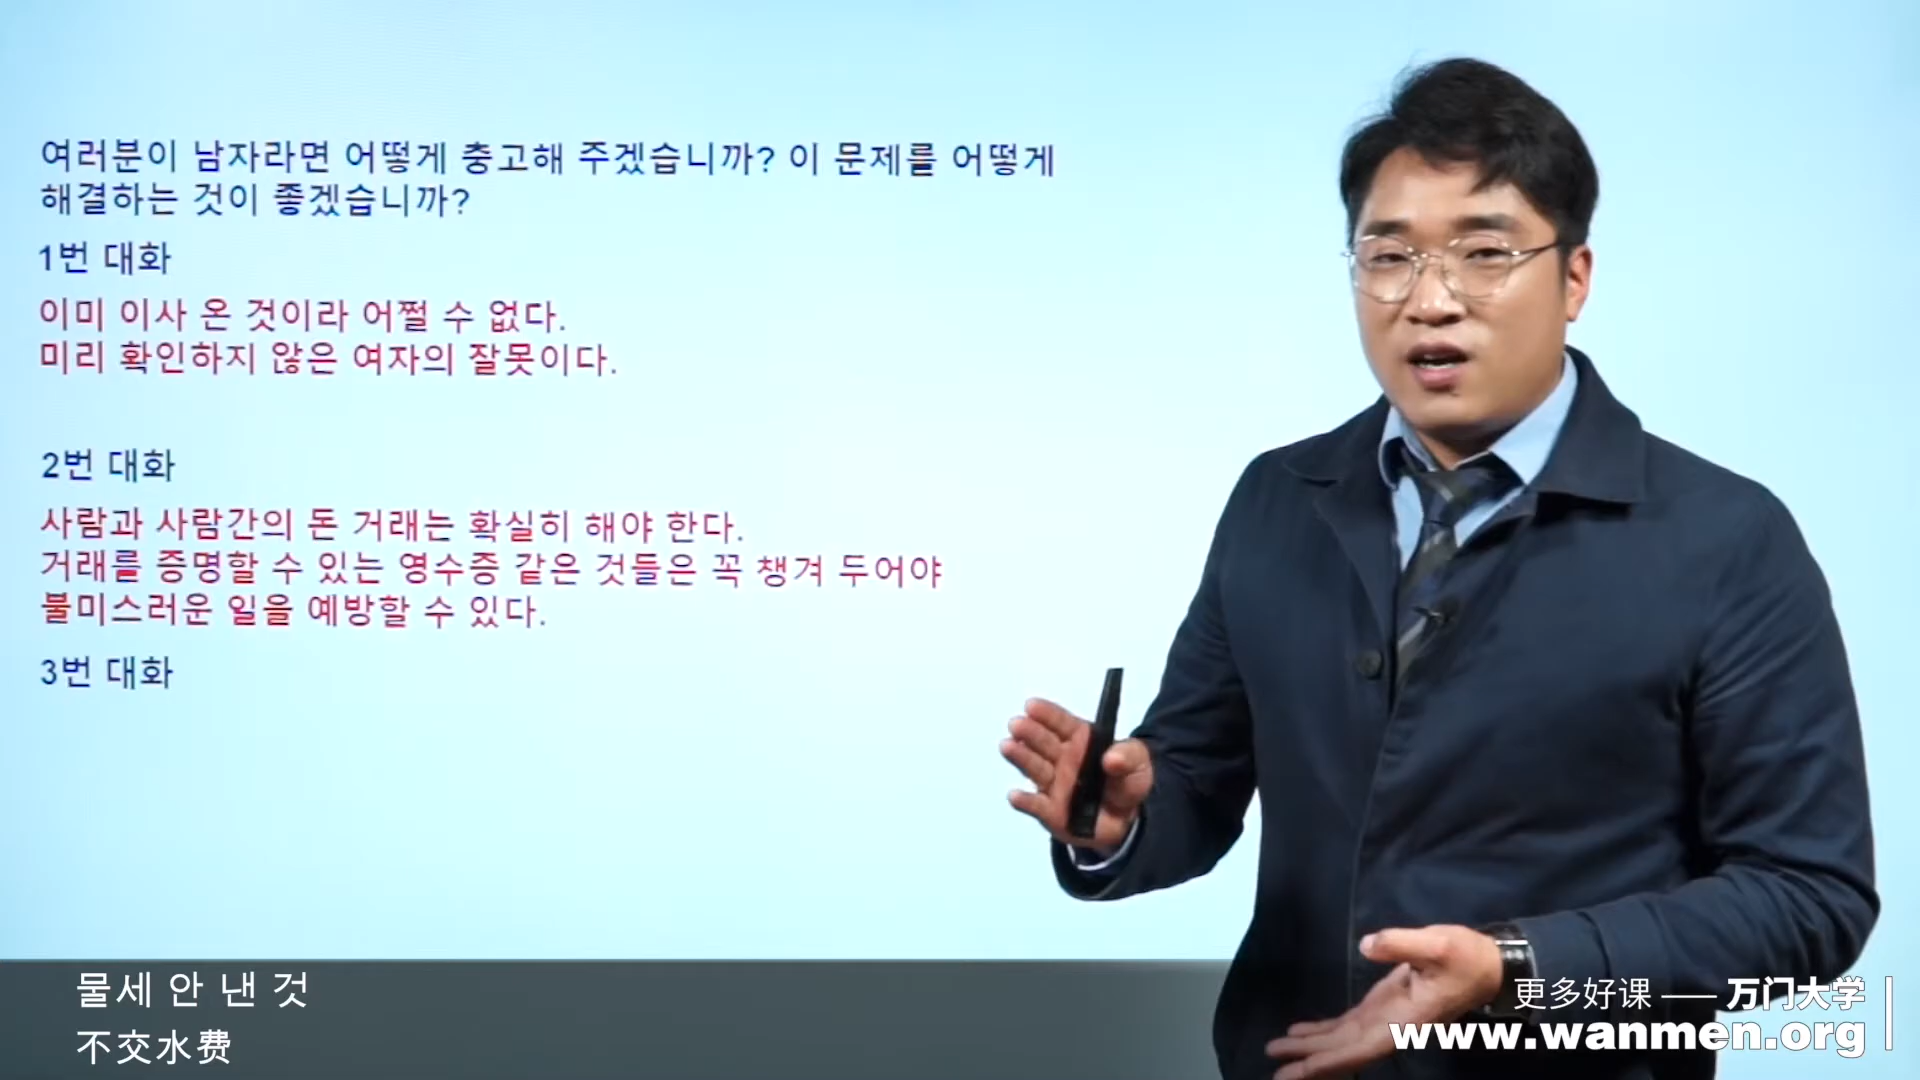 여러분이 남자라면 어떻게 충고해 주겠습니까? 이 문제를 어떻게
해결하는 것이 좋겠습니까?
1번 대화
이미 이사 온 것이라 어쩔 수 없다.
미리 확인하지 않은 여자의 잘못이다.
2번 대화
사람과 사람간의 돈 거래는 확실히 해야 한다.
거래를 증명할 수 있는 영수증 같은 것들은 꼭 챙겨 두어야
불미스러운 일을 예방할 수 있다.
3번 대화
물세 안 낸 것
不交水费
更多好课 —— 万门大学
www.wanmen.org